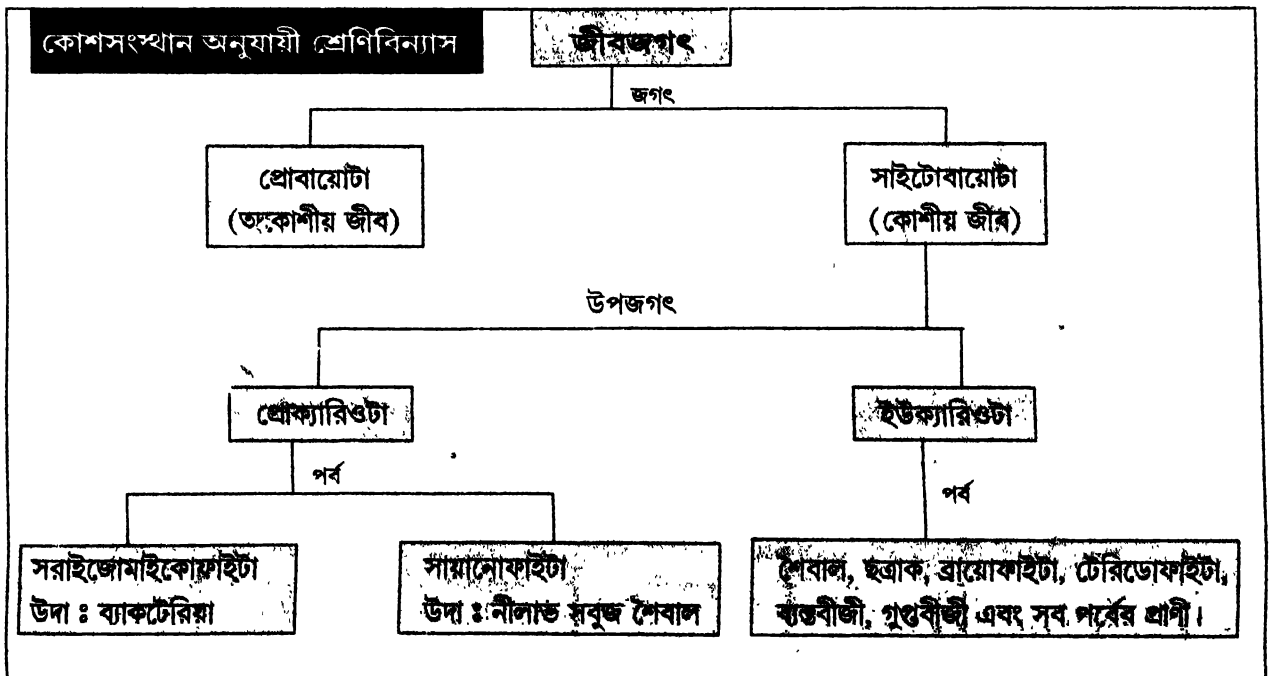 কোশসংস্থান অনুযায়ী শ্রেণিবিন্যাস
জীবজগৎ
জগৎ
প্রোবায়োটা
(অকোশীয় জীব)
সাইটোবায়োটা
(কোশীয় জীব)
উপজগৎ
প্রোক্যারিওটা
ইউক্যারিওটা
পর্ব
পর্ব
সরাইজোমাইকোফাইটা
উদা : ব্যাকটেরিয়া
সায়ানোফাইটা
উদা : নীলাভ সবুজ শৈবাল
শৈবাল, ছত্রাক, ব্রায়োফাইটা, টেরিডোফাইটা,
ব্যক্তবীজী, গুপ্তবীজী এবং সব পর্বের প্রাণী।